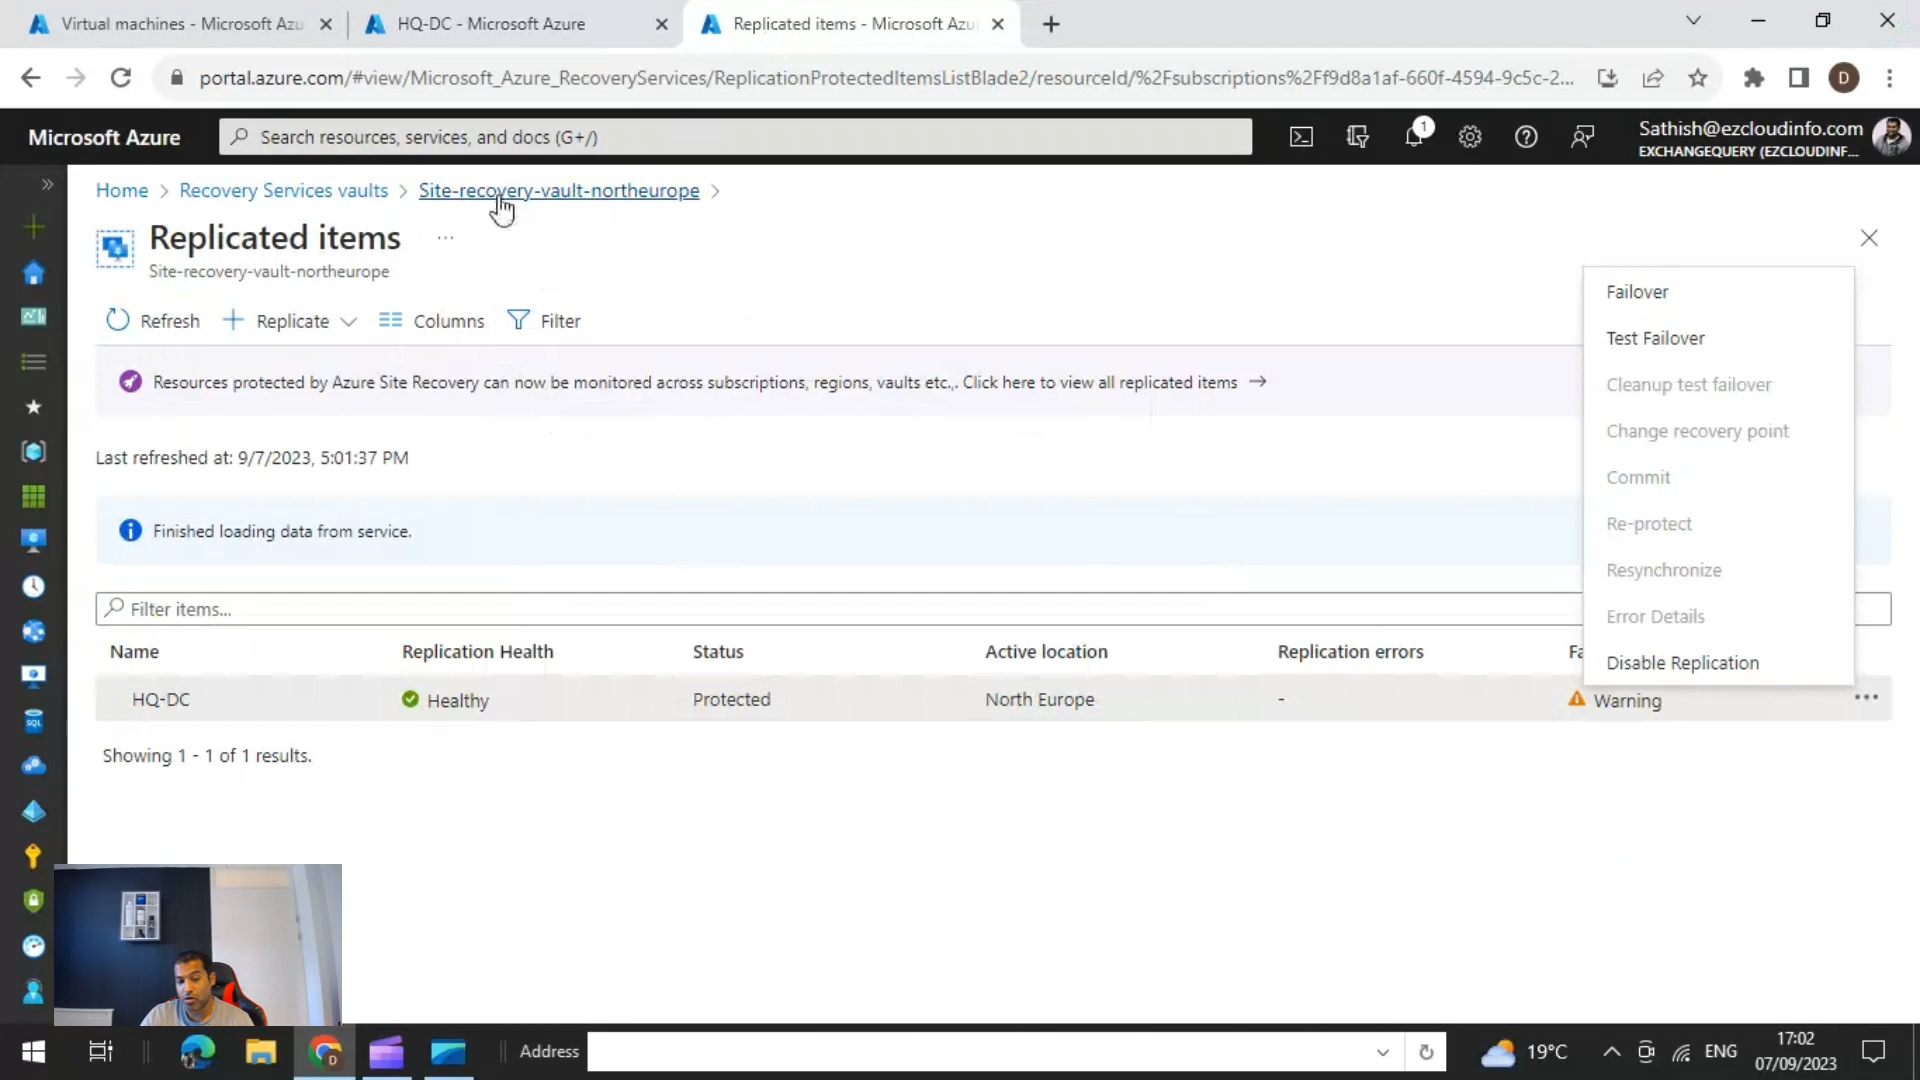 Virtual machines - Microsoft Azu
HQ-DC - Microsoft Azure
Replicated items - Microsoft Azu
portal.azure.com/#view/Microsoft_Azure_RecoveryServices/ReplicationProtectedItemsListBlade2/resourceId/%2Fsubscriptions%2Ff9d8a1af-660f-4594-9c5c-2...
D
Microsoft Azure
Search resources, services, and docs (G+/)
1
Sathish@ezcloudinfo.com
EXCHANGEQUERY (EZCLOUDINF...
Home > Recovery Services vaults > Site-recovery-vault-northeurope >
Replicated items ...
Site-recovery-vault-northeurope
Refresh
Replicate
Columns
Filter
Resources protected by Azure Site Recovery can now be monitored across subscriptions, regions, vaults etc.,. Click here to view all replicated items →
Last refreshed at: 9/7/2023, 5:01:37 PM
Finished loading data from service.
Filter items...
Failover
Test Failover
Cleanup test failover
Change recovery point
Commit
Re-protect
Resynchronize
Error Details
Disable Replication
Name Replication Health Status Active location Replication errors Fa
HQ-DC Healthy Protected North Europe - Warning
Showing 1 - 1 of 1 results.
SQL
D
Address
19°C
ENG
17:02
07/09/2023